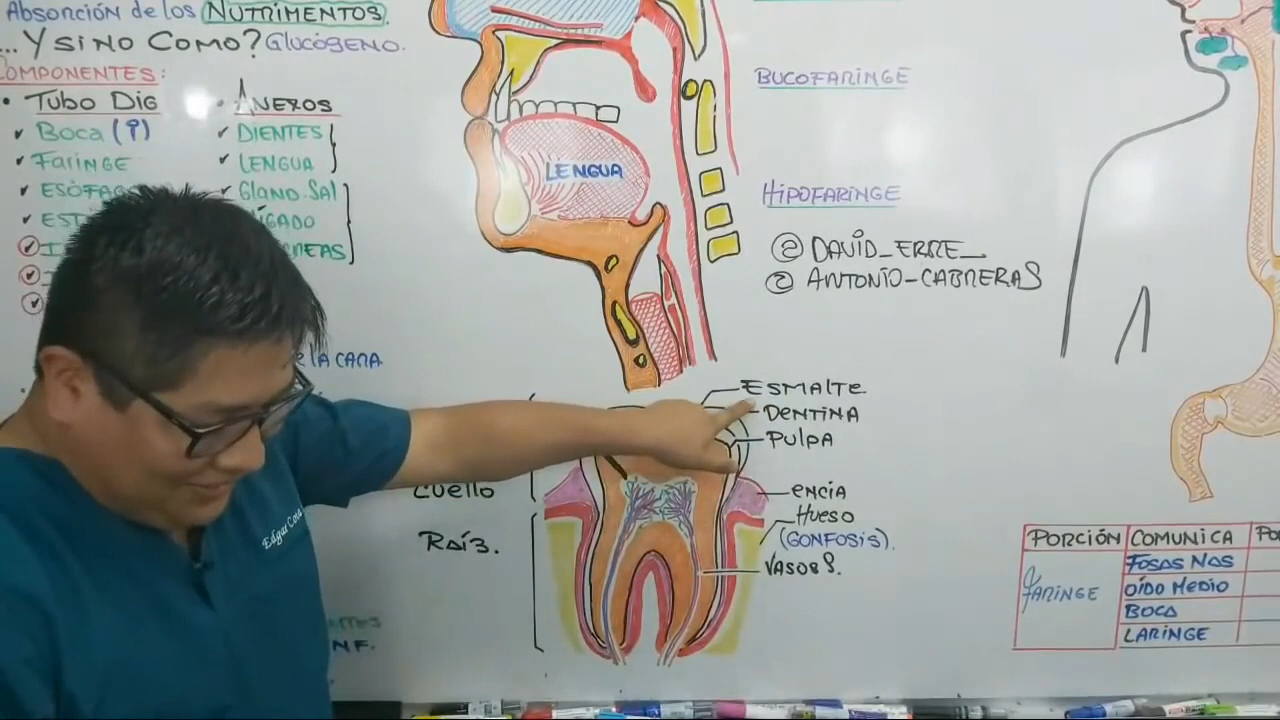 Absorción de los NUTRIMENTOS.
...Y SI NO COMO? GLUCÓGENO.
COMPONENTES:
• TUBO DIG
• ANEXOS
✔ BOCA (♀)
✔ FARINGE
✔ DIENTES
✔ LENGUA
✔ GLAND. SAL
LENGUA
BUCOFARINGE
HIPOFARINGE
@ DAVID_ERRE_
@ ANTONIO_CABRERAS
LA CARA
ESMALTE
DENTINA
PULPA
CUELLO
RAÍZ.
ENCIA
HUESO
(GONFOSIS).
VASOS S.
NF.
Edgar
PORCIÓN
COMUNICA
FARINGE
FOSAS NAS
OÍDO MEDIO
BOCA
LARINGE